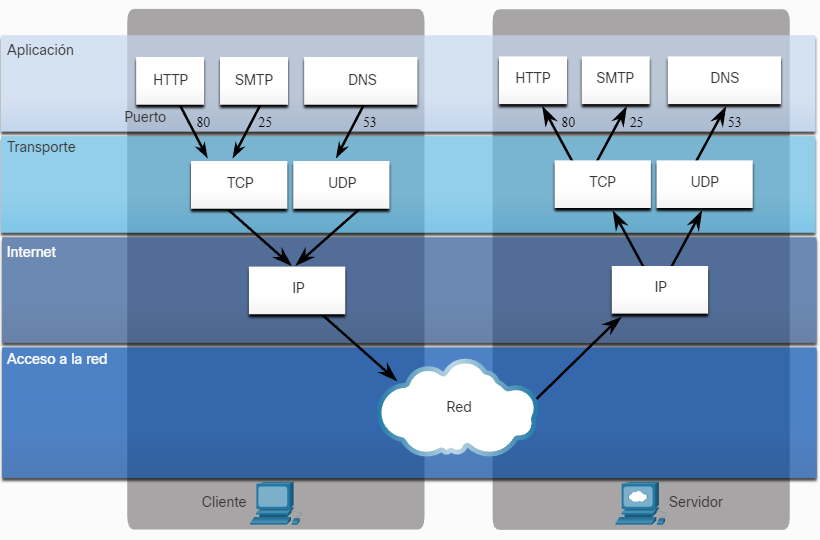 Aplicación
HTTP SMTP DNS HTTP SMTP DNS
Puerto 80 25 53 80 25 53
Transporte
TCP UDP TCP UDP
Internet
IP IP
Acceso a la red
Red
Cliente Servidor